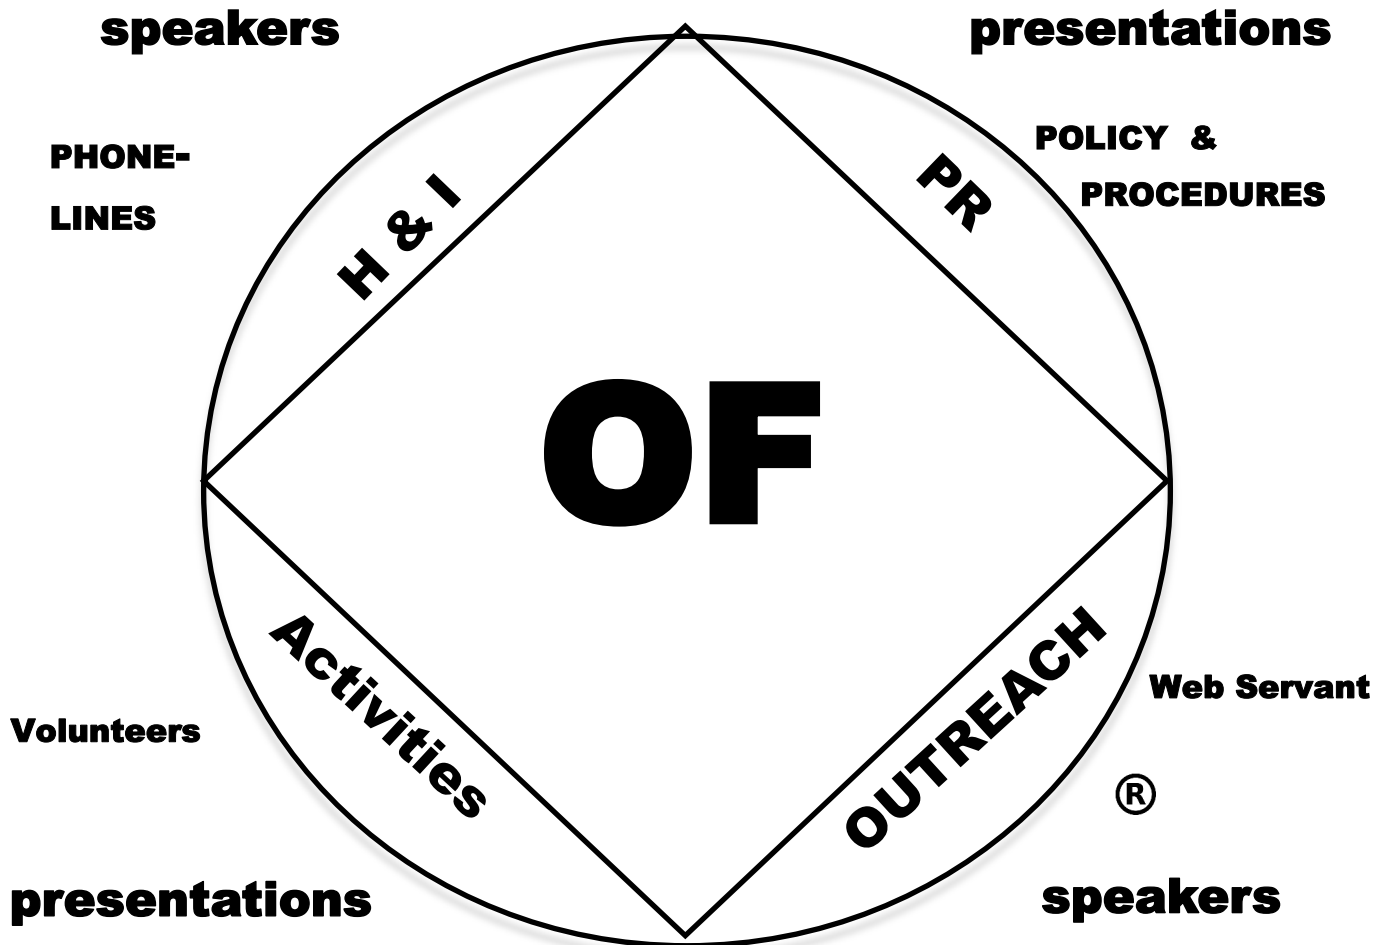 speakers
presentations
PHONE-
LINES
POLICY &
PROCEDURES
H & I
PR
OF
Activities
OUTREACH
Volunteers
Web Servant
®
presentations
speakers